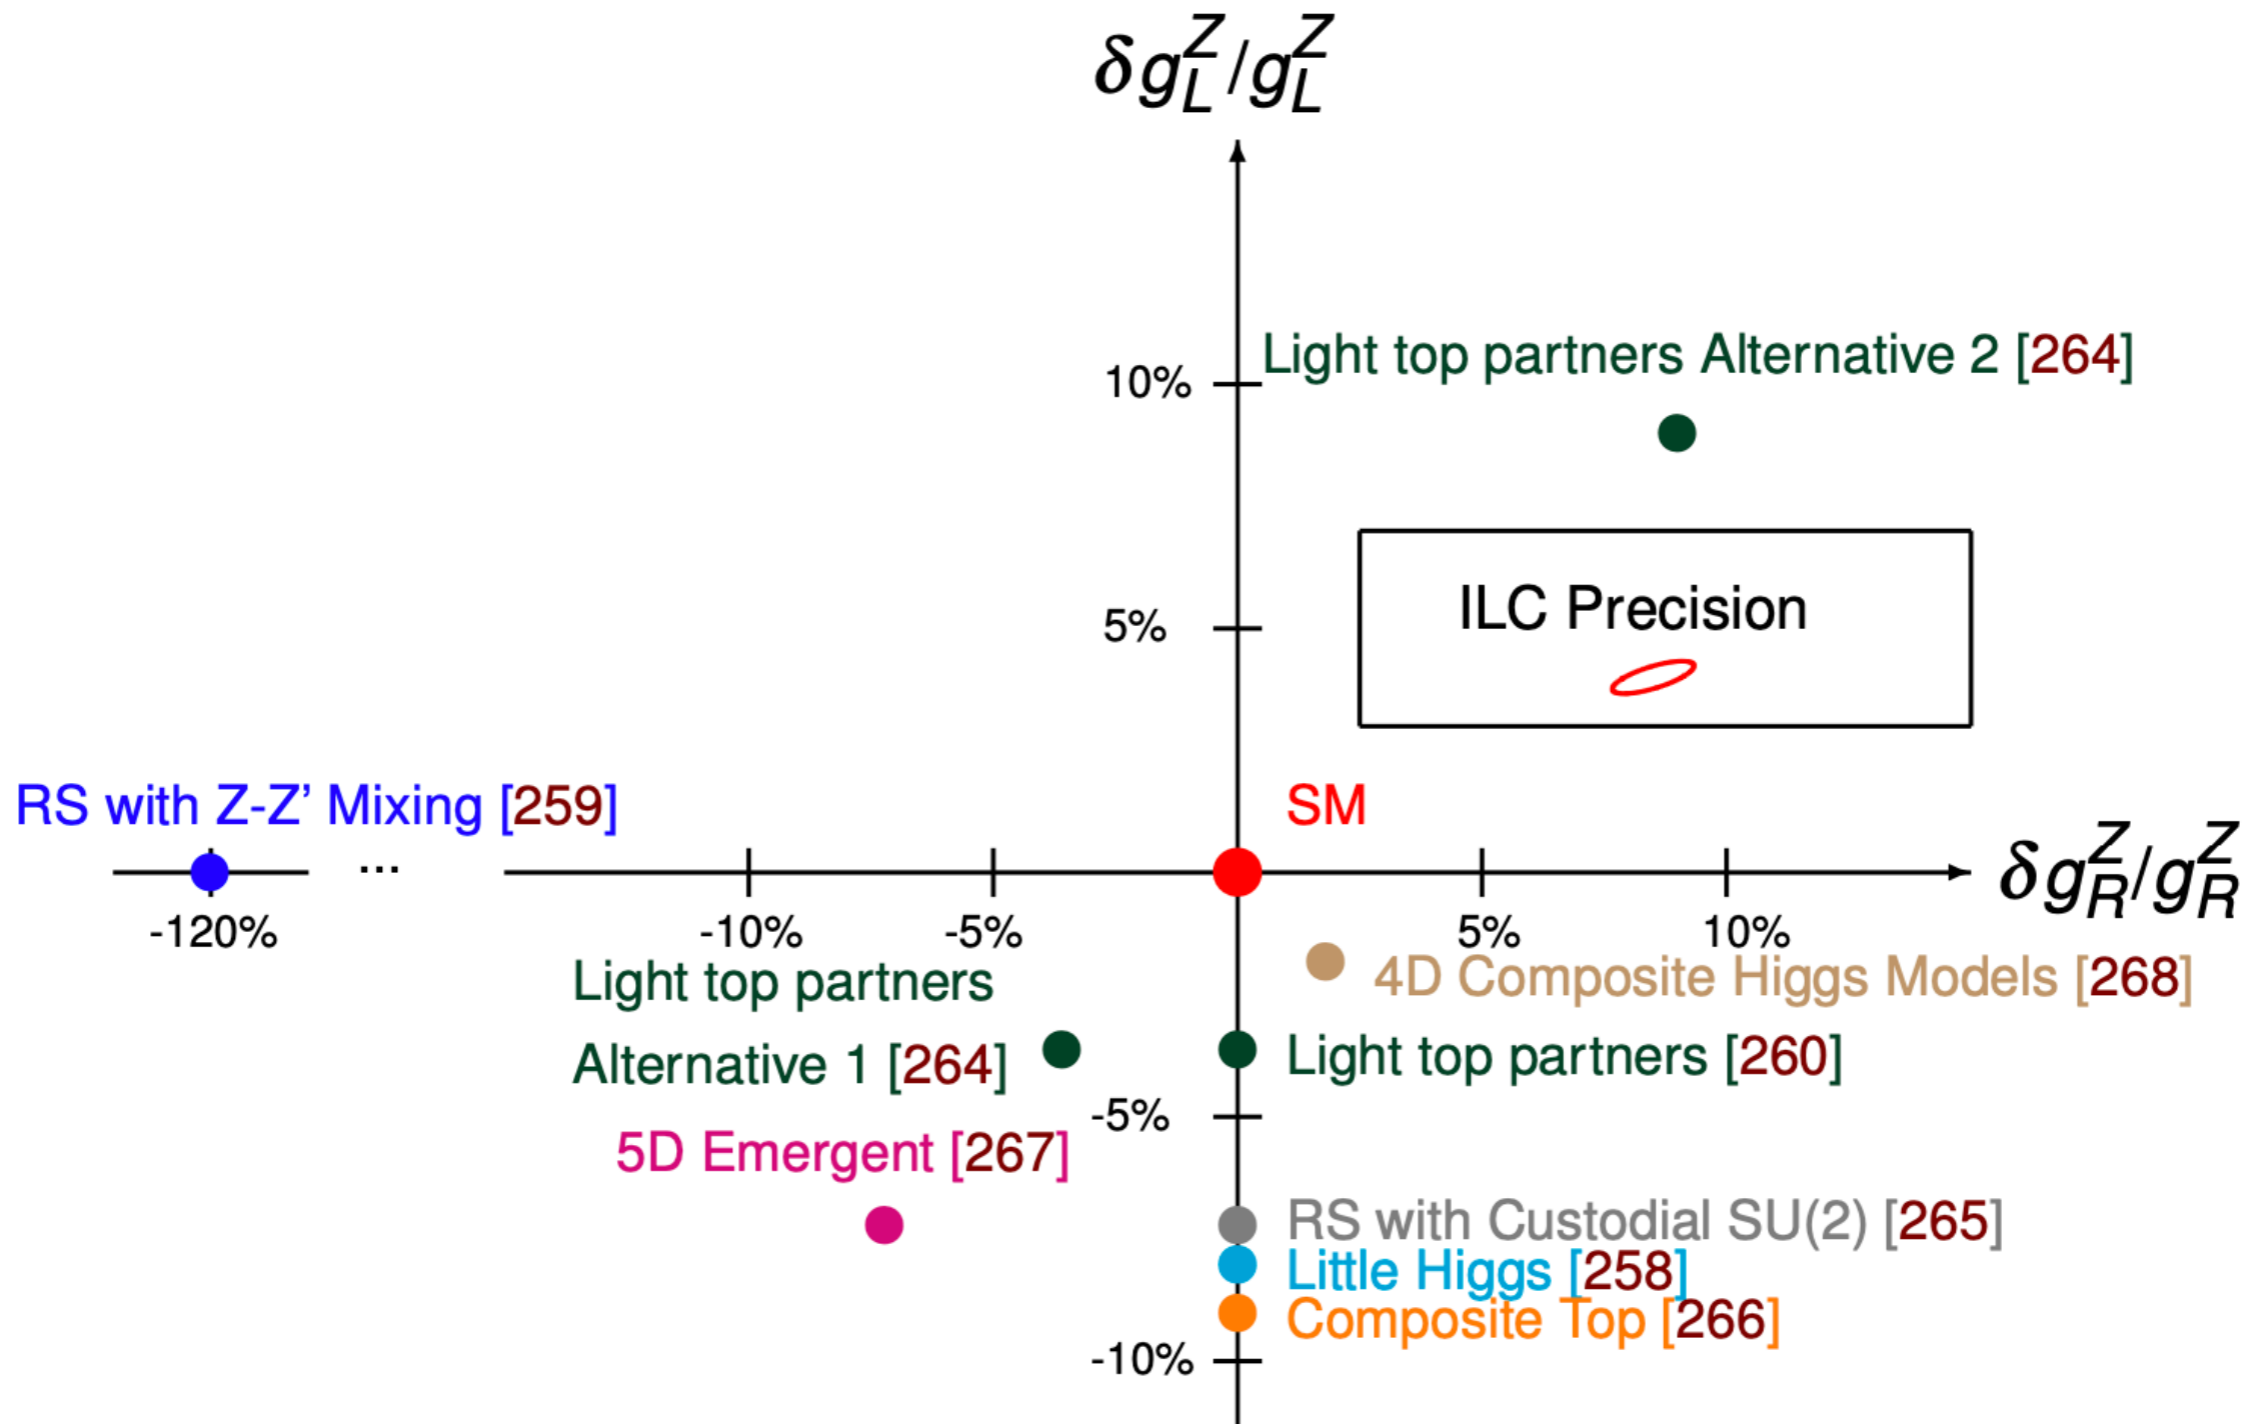 δg_L^Z/g_L^Z
Light top partners Alternative 2 [264]
10%
ILC Precision
5%
RS with Z-Z’ Mixing [259]
SM
...
δg_R^Z/g_R^Z
-120%
-10%
-5%
5%
10%
Light top partners
4D Composite Higgs Models [268]
Alternative 1 [264]
Light top partners [260]
-5%
5D Emergent [267]
RS with Custodial SU(2) [265]
Little Higgs [258]
Composite Top [266]
-10%